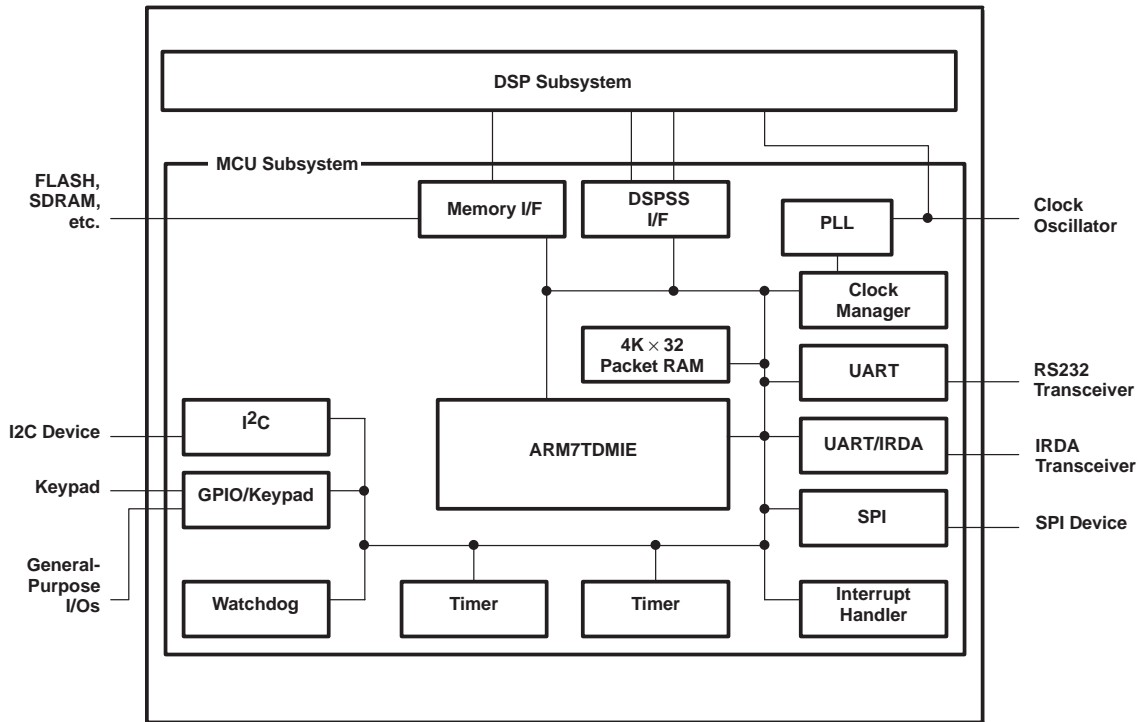 DSP Subsystem
MCU Subsystem
FLASH,
SDRAM,
etc.
Memory I/F
DSPSS
I/F
PLL
Clock
Oscillator
Clock
Manager
4K × 32
Packet RAM
UART
RS232
Transceiver
I2C Device
I²C
ARM7TDMIE
UART/IRDA
IRDA
Transceiver
Keypad
GPIO/Keypad
SPI
SPI Device
General-
Purpose
I/Os
Watchdog
Timer
Timer
Interrupt
Handler